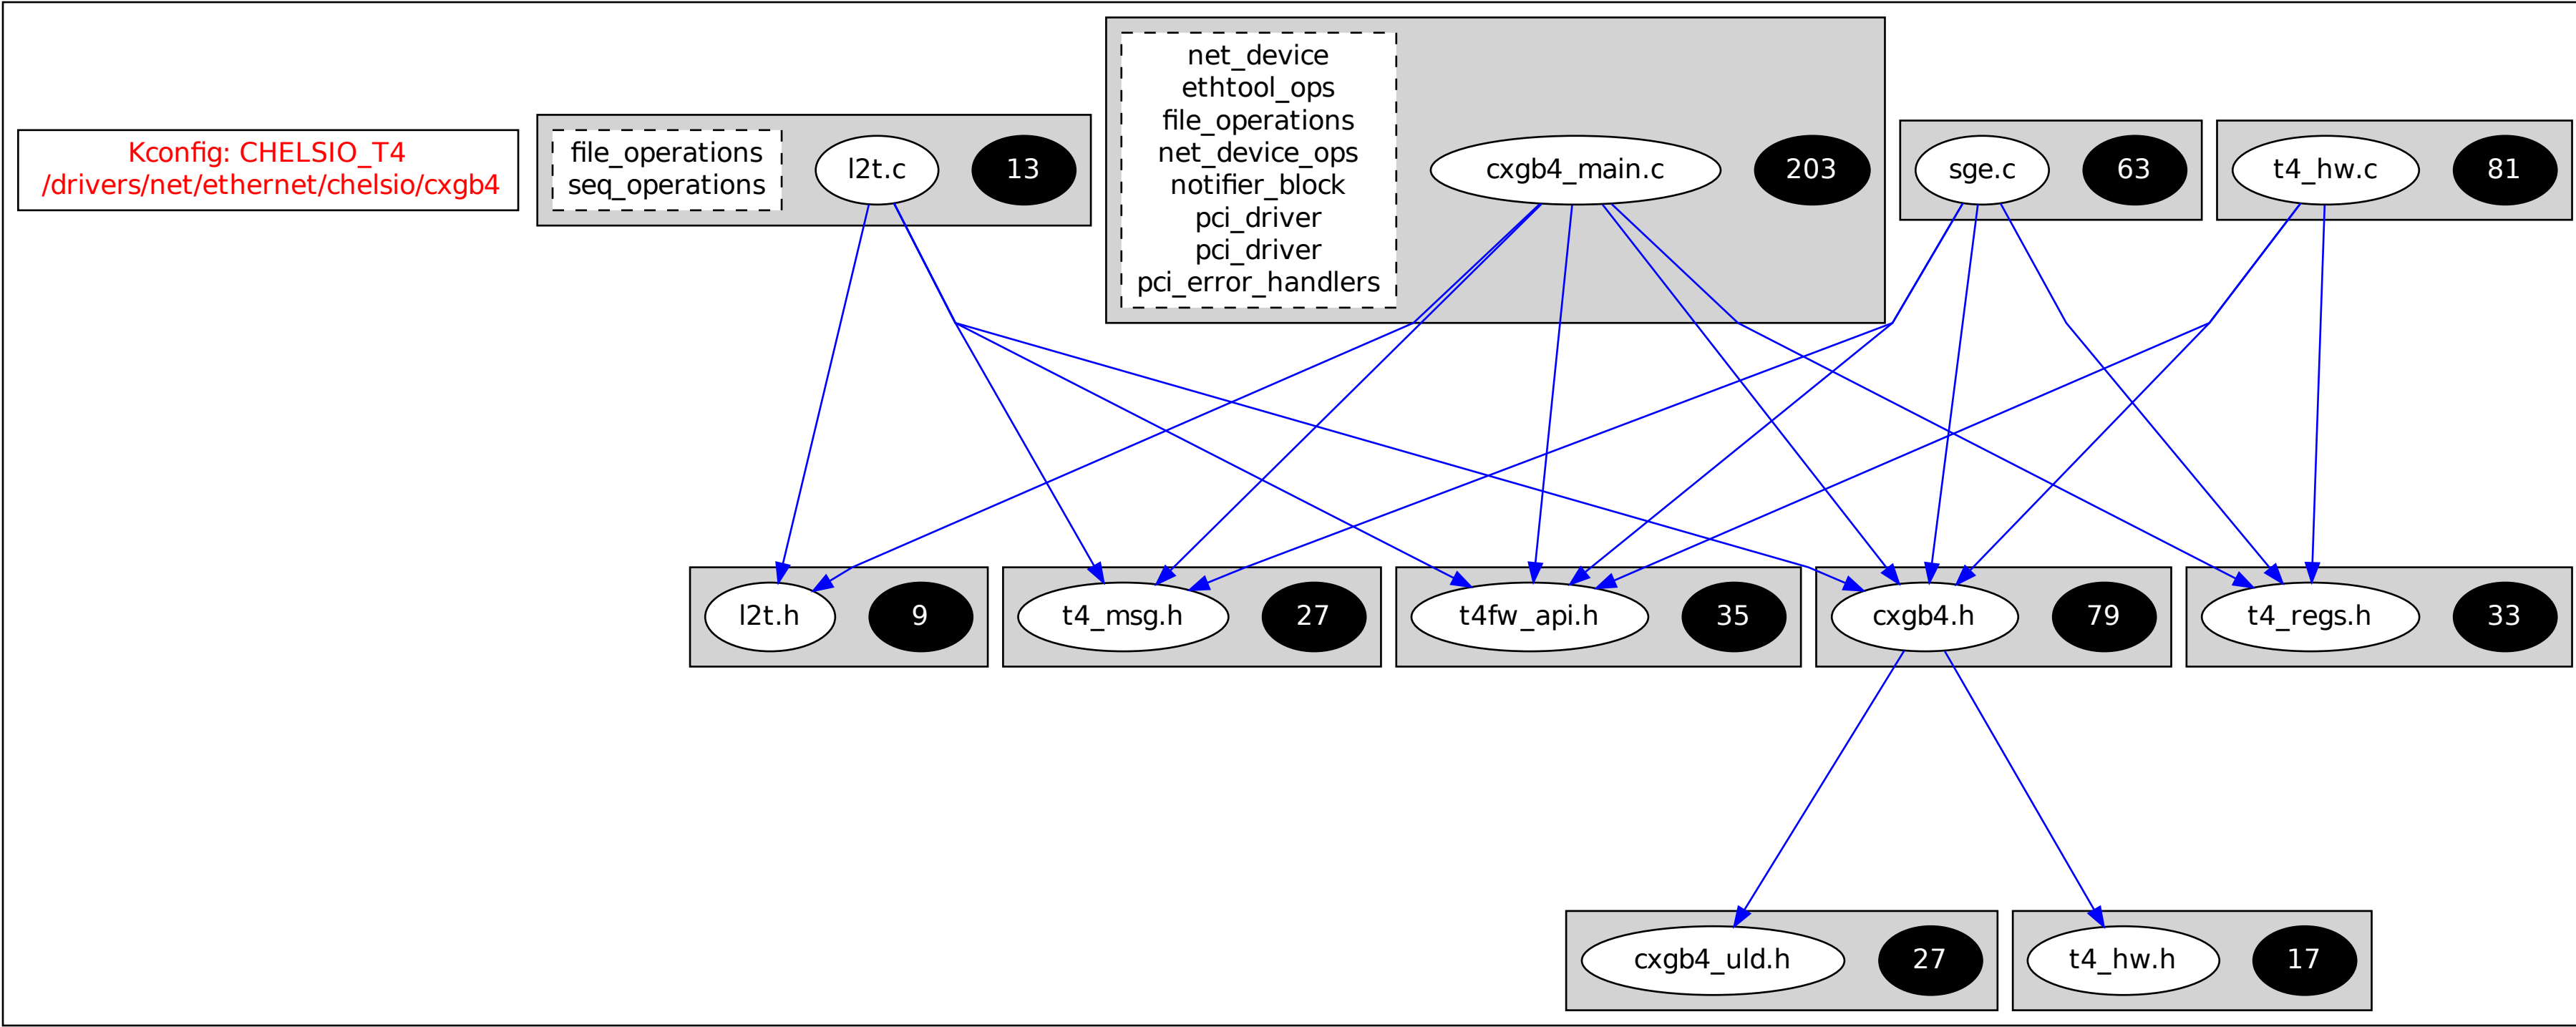 Kconfig: CHELSIO_T4
/drivers/net/ethernet/chelsio/cxgb4
file_operations
seq_operations
l2t.c
13
net_device
ethtool_ops
file_operations
net_device_ops
notifier_block
pci_driver
pci_driver
pci_error_handlers
cxgb4_main.c
203
sge.c
63
t4_hw.c
81
l2t.h
9
t4_msg.h
27
t4fw_api.h
35
cxgb4.h
79
t4_regs.h
33
cxgb4_uld.h
27
t4_hw.h
17